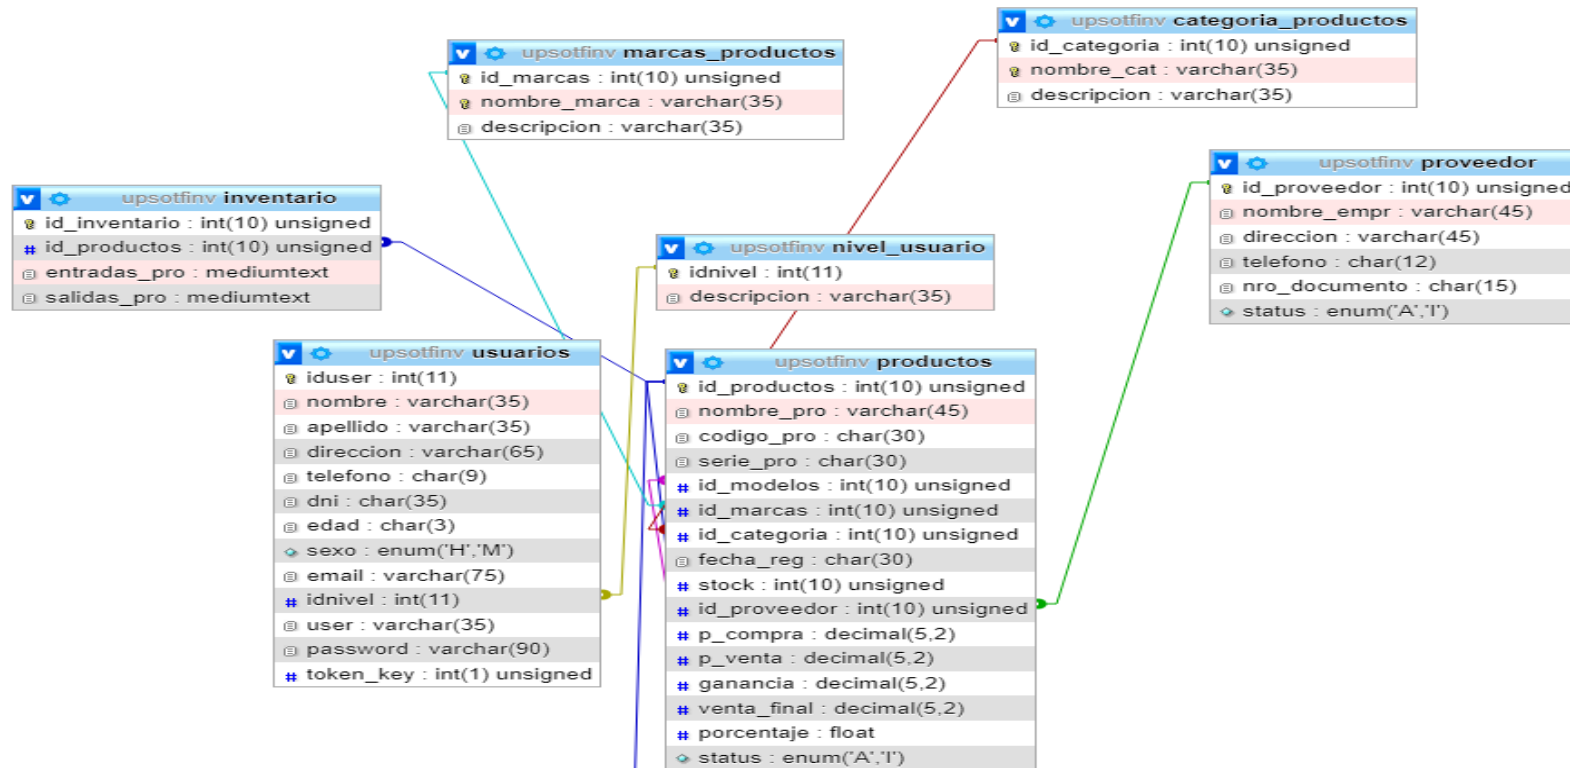 upsotfinv marcas_productos
id_marcas : int(10) unsigned
nombre_marca : varchar(35)
descripcion : varchar(35)
upsotfinv categoria_productos
id_categoria : int(10) unsigned
nombre_cat : varchar(35)
descripcion : varchar(35)
upsotfinv proveedor
id_proveedor : int(10) unsigned
nombre_empr : varchar(45)
direccion : varchar(45)
telefono : char(12)
nro_documento : char(15)
status : enum('A','I')
upsotfinv inventario
id_inventario : int(10) unsigned
id_productos : int(10) unsigned
entradas_pro : mediumtext
salidas_pro : mediumtext
upsotfinv nivel_usuario
idnivel : int(11)
descripcion : varchar(35)
upsotfinv usuarios
iduser : int(11)
nombre : varchar(35)
apellido : varchar(35)
direccion : varchar(65)
telefono : char(9)
dni : char(35)
edad : char(3)
sexo : enum('H','M')
email : varchar(75)
idnivel : int(11)
user : varchar(35)
password : varchar(90)
token_key : int(1) unsigned
upsotfinv productos
id_productos : int(10) unsigned
nombre_pro : varchar(45)
codigo_pro : char(30)
serie_pro : char(30)
id_modelos : int(10) unsigned
id_marcas : int(10) unsigned
id_categoria : int(10) unsigned
fecha_reg : char(30)
stock : int(10) unsigned
id_proveedor : int(10) unsigned
p_compra : decimal(5,2)
p_venta : decimal(5,2)
ganancia : decimal(5,2)
venta_final : decimal(5,2)
porcentaje : float
status : enum('A','I')